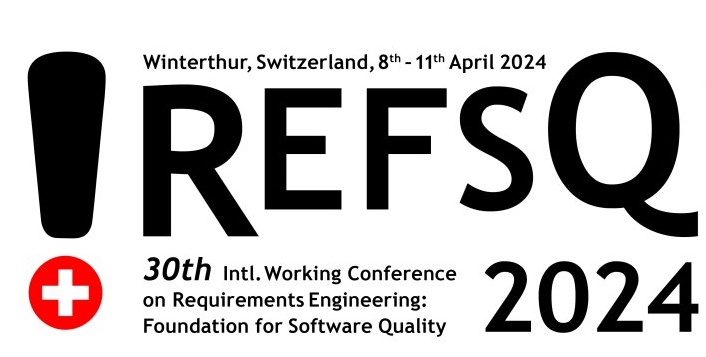 Winterthur, Switzerland, 8th – 11th April 2024
!REFSQ
30th Intl. Working Conference
on Requirements Engineering:
Foundation for Software Quality
2024